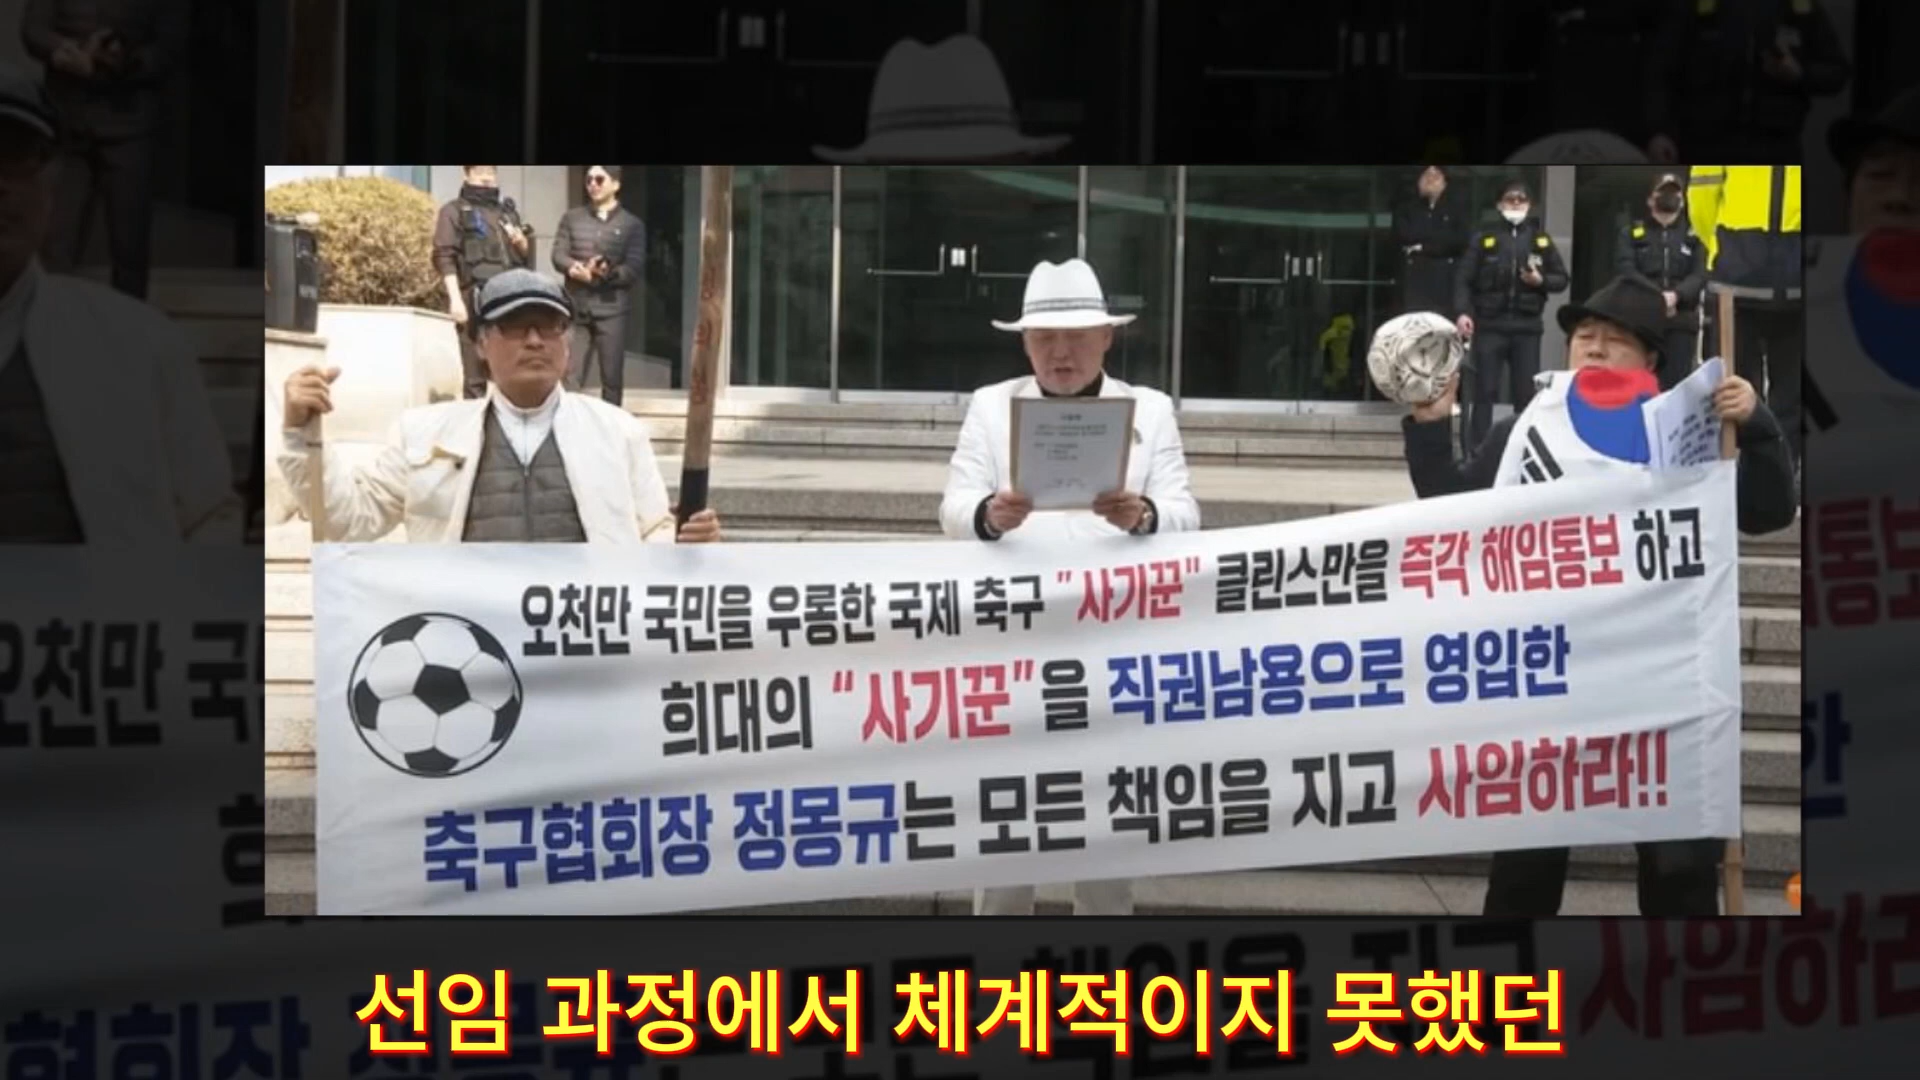 오천만 국민을 우롱한 국제 축구 "사기꾼" 클린스만을 즉각 해임통보 하고
희대의 "사기꾼"을 직권남용으로 영입한
축구협회장 정몽규는 모든 책임을 지고 사임하라!!
선임 과정에서 체계적이지 못했던